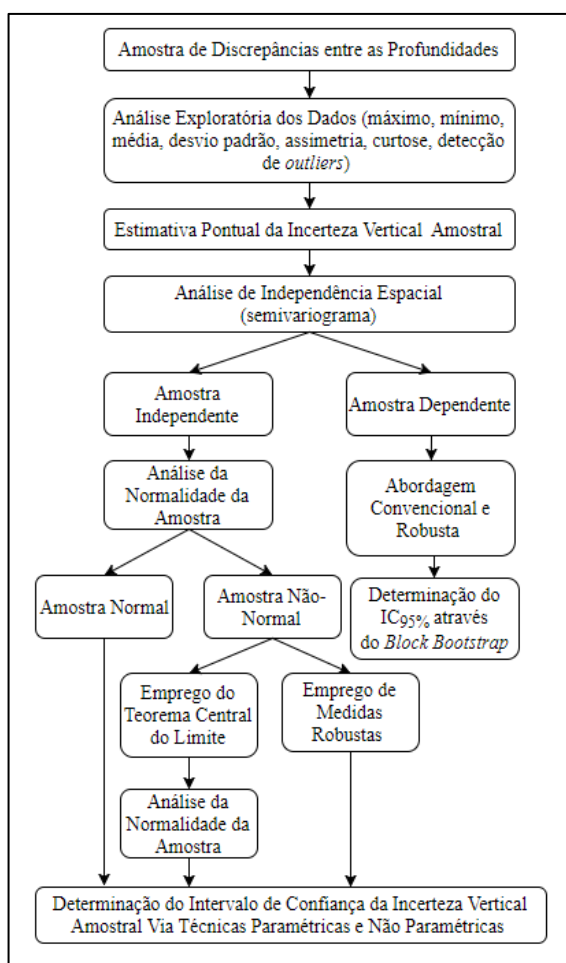 Amostra de Discrepâncias entre as Profundidades
Análise Exploratória dos Dados (máximo, mínimo,
média, desvio padrão, assimetria, curtose, detecção
de outliers)
Estimativa Pontual da Incerteza Vertical Amostral
Análise de Independência Espacial
(semivariograma)
Amostra
Independente
Amostra Dependente
Análise da
Normalidade da
Amostra
Abordagem
Convencional e
Robusta
Amostra Normal
Amostra Não-
Normal
Determinação do
IC95% através
do Block Bootstrap
Emprego do
Teorema Central
do Limite
Emprego de
Medidas
Robustas
Análise da
Normalidade da
Amostra
Determinação do Intervalo de Confiança da Incerteza Vertical
Amostral Via Técnicas Paramétricas e Não Paramétricas